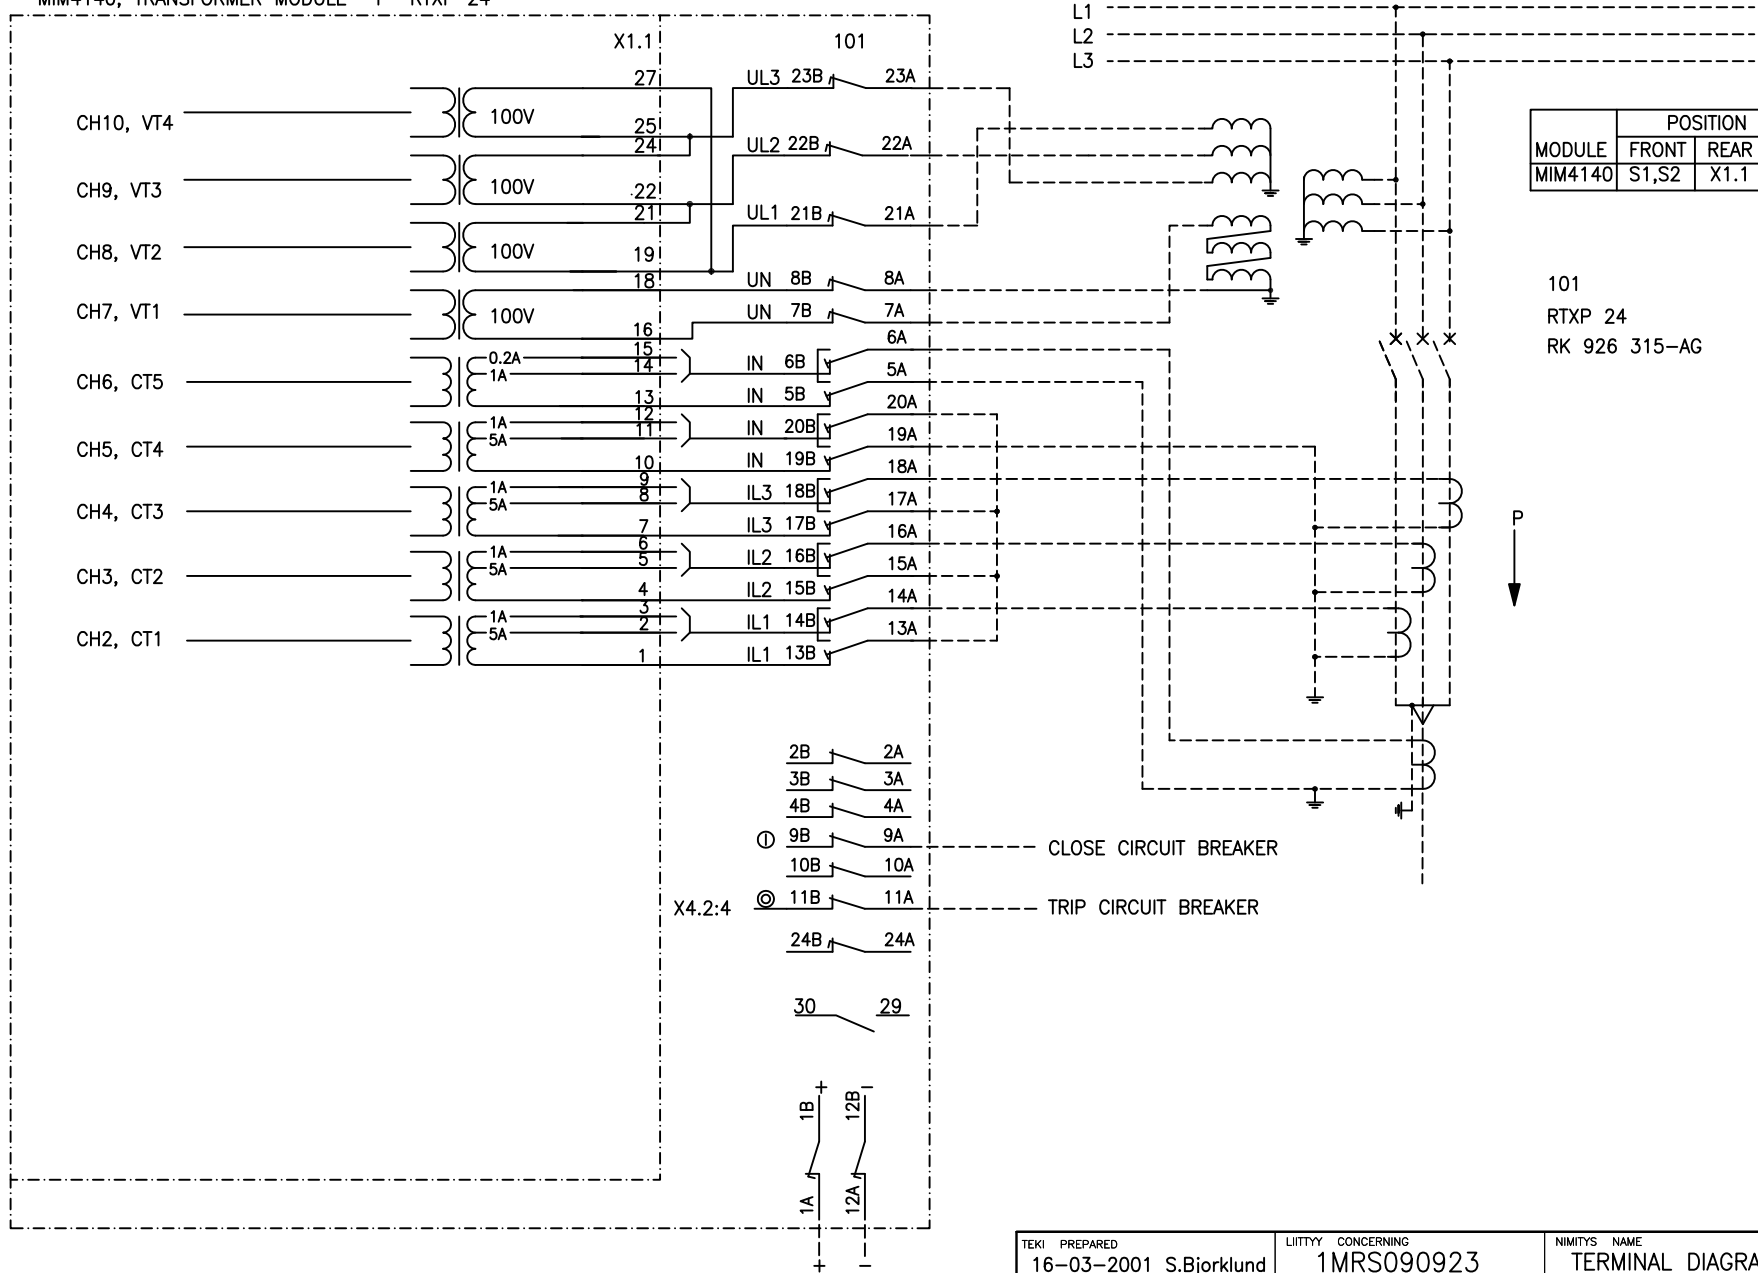 MIM4140, TRANSFORMER MODULE 1 RTXP 24
L1
L2
L3
X1.1 101
27 UL3 23B 23A
CH10, VT4 100V
25
24 UL2 22B 22A
CH9, VT3 100V
22
21 UL1 21B 21A
CH8, VT2 100V
19
18 UN 8B 8A
CH7, VT1 100V
16 UN 7B 7A
15 6A
0.2A
14 IN 6B
1A
CH6, CT5 5A
13 IN 5B
12 20A
1A
11 IN 20B
5A 19A
CH5, CT4
10 IN 19B
9 18A
1A
8 IL3 18B
5A 17A
CH4, CT3
7 IL3 17B
6 16A
1A
5 IL2 16B
5A 15A
CH3, CT2
4 IL2 15B
3 14A
1A
2 IL1 14B
5A 13A
CH2, CT1
1 IL1 13B
POSITION
MODULE FRONT REAR
MIM4140 S1,S2 X1.1
101
RTXP 24
RK 926 315-AG
P
2B 2A
3B 3A
4B 4A
9B 9A CLOSE CIRCUIT BREAKER
10B 10A
X4.2:4 11B 11A TRIP CIRCUIT BREAKER
24B 24A
30 29
+ -
1B 12B
1A 12A
+ -
TEKI PREPARED
16-03-2001 S.Bjorklund
LIITTYY CONCERNING
1MRS090923
NIMITYS NAME
TERMINAL DIAGRA